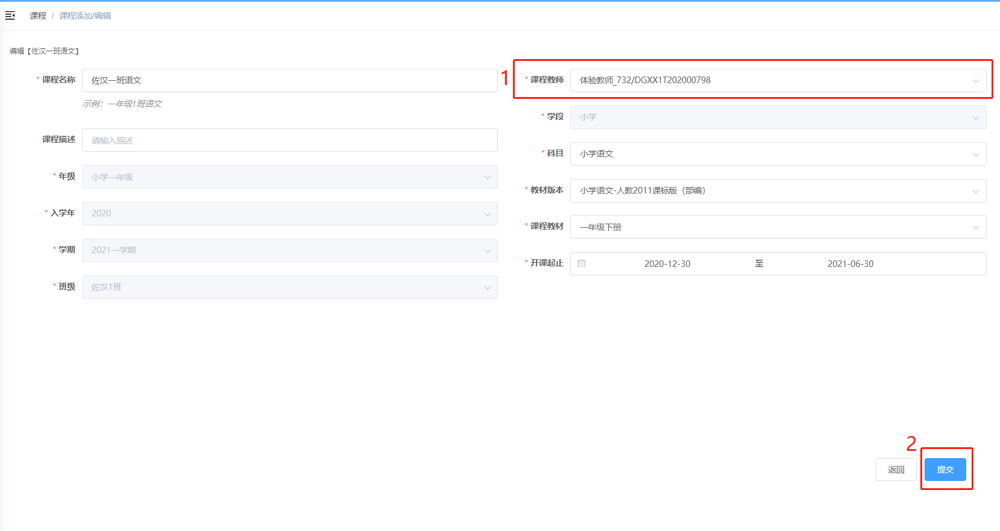 课程 / 课程添加/编辑
编辑【佐汉一班语文】
* 课程名称 佐汉一班语文
示例：一年级1班语文
课程描述 请输入描述
* 年级 小学一年级
* 入学年 2020
* 学期 2021一学期
* 班级 佐汉1班
1
* 课程教师 体验教师_732/DGXX1T202000798
* 学段 小学
* 科目 小学语文
* 教材版本 小学语文-人教2011课标版（部编）
* 课程教材 一年级下册
* 开课起止 2020-12-30 至 2021-06-30
2
返回 提交